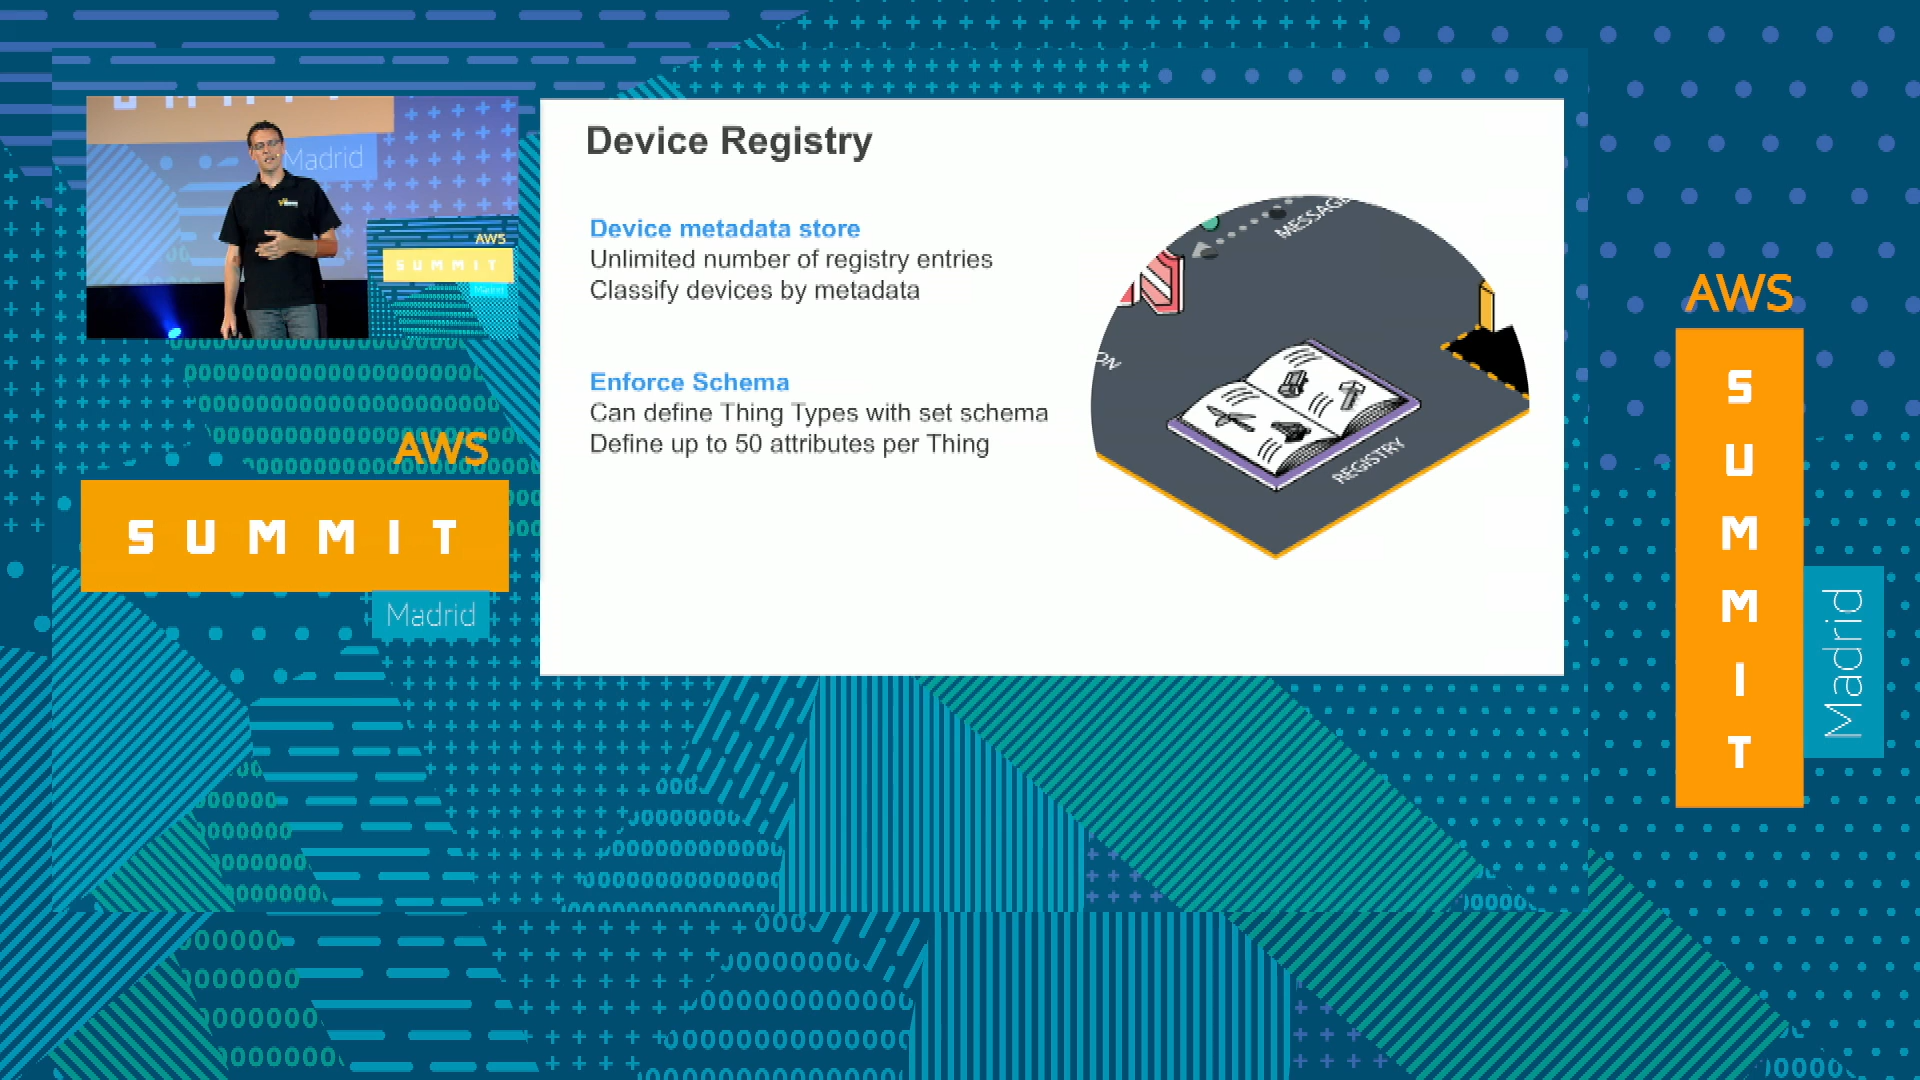 Madrid
AWS
SUMMIT
Madrid
AWS
SUMMIT
Madrid
Device Registry
Device metadata store
Unlimited number of registry entries
Classify devices by metadata
Enforce Schema
Can define Thing Types with set schema
Define up to 50 attributes per Thing
REGISTRY
AWS
SUMMIT
Madrid